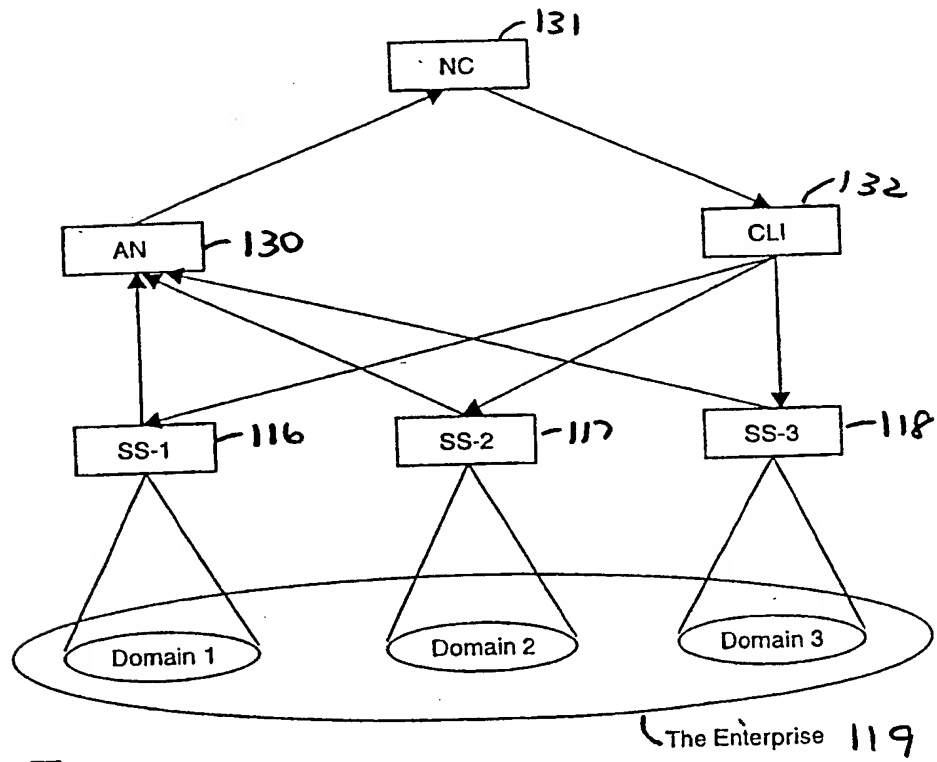 131
NC
132
AN
130
CLI
SS-1
116
SS-2
117
SS-3
118
Domain 1
Domain 2
Domain 3
The Enterprise 119